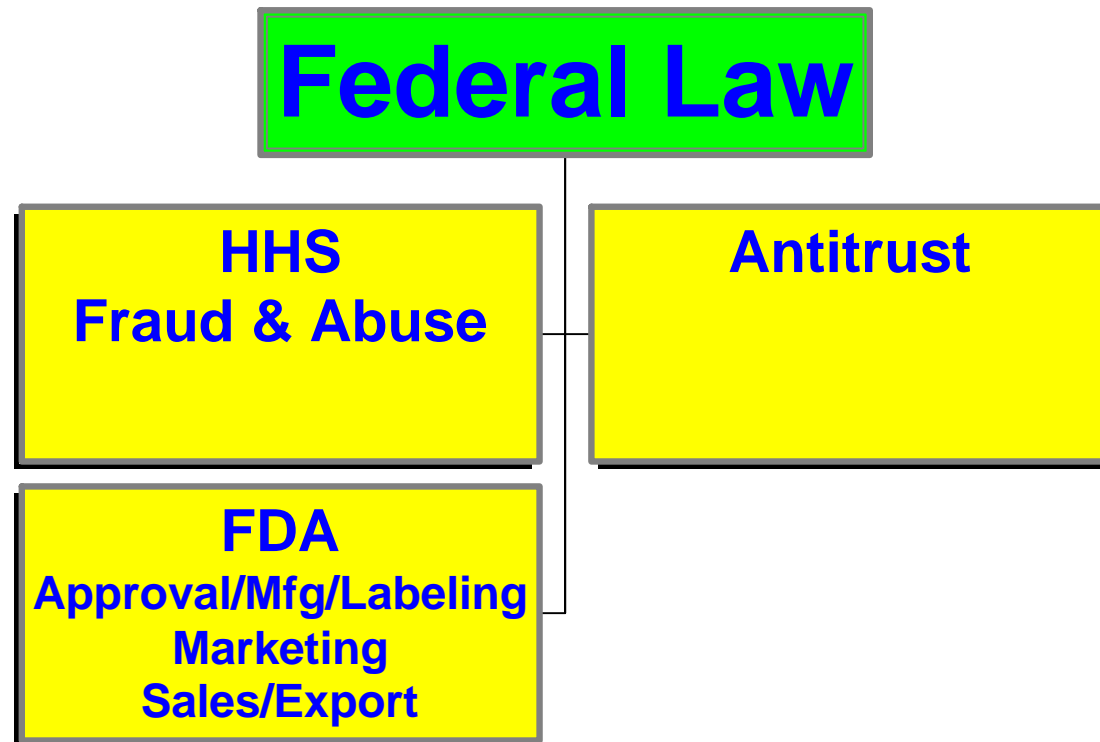 Federal Law
HHS
Fraud & Abuse
Antitrust
FDA
Approval/Mfg/Labeling
Marketing
Sales/Export